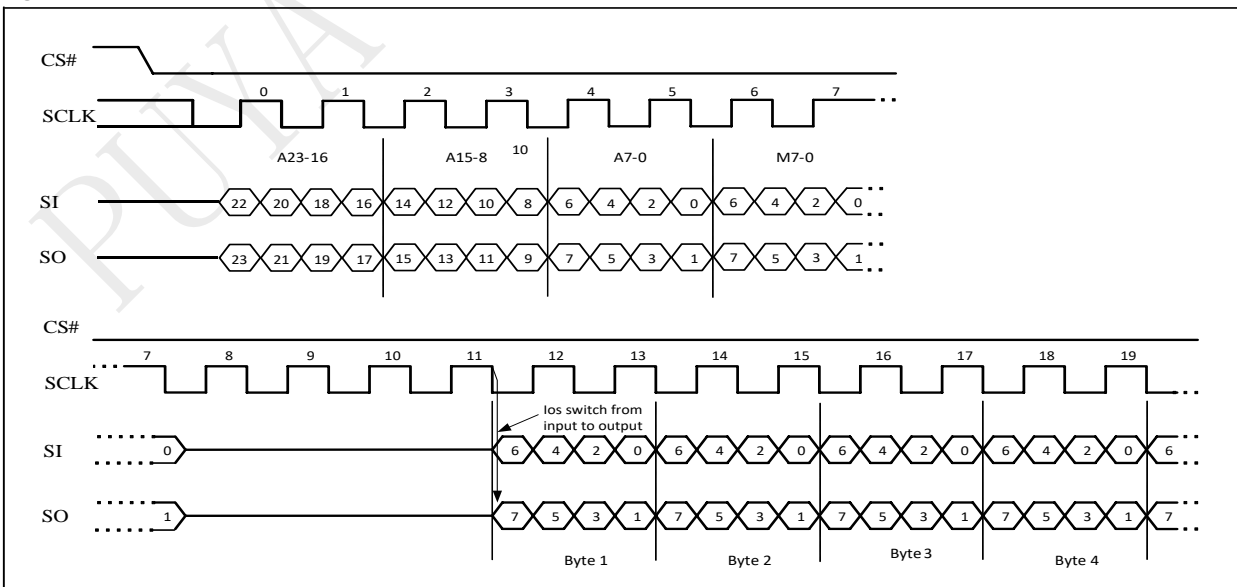 PUYA
CS#
0 1 2 3 4 5 6 7
SCLK
A23-16 A15-8 10 A7-0 M7-0
SI 22 20 18 16 14 12 10 8 6 4 2 0 6 4 2 0
SO 23 21 19 17 15 13 11 9 7 5 3 1 7 5 3 1
CS#
7 8 9 10 11 12 13 14 15 16 17 18 19
SCLK
Ios switch from
input to output
SI 0 6 4 2 0 6 4 2 0 6 4 2 0 6 4 2 0 6
SO 1 7 5 3 1 7 5 3 1 7 5 3 1 7 5 3 1 7
Byte 1 Byte 2 Byte 3 Byte 4